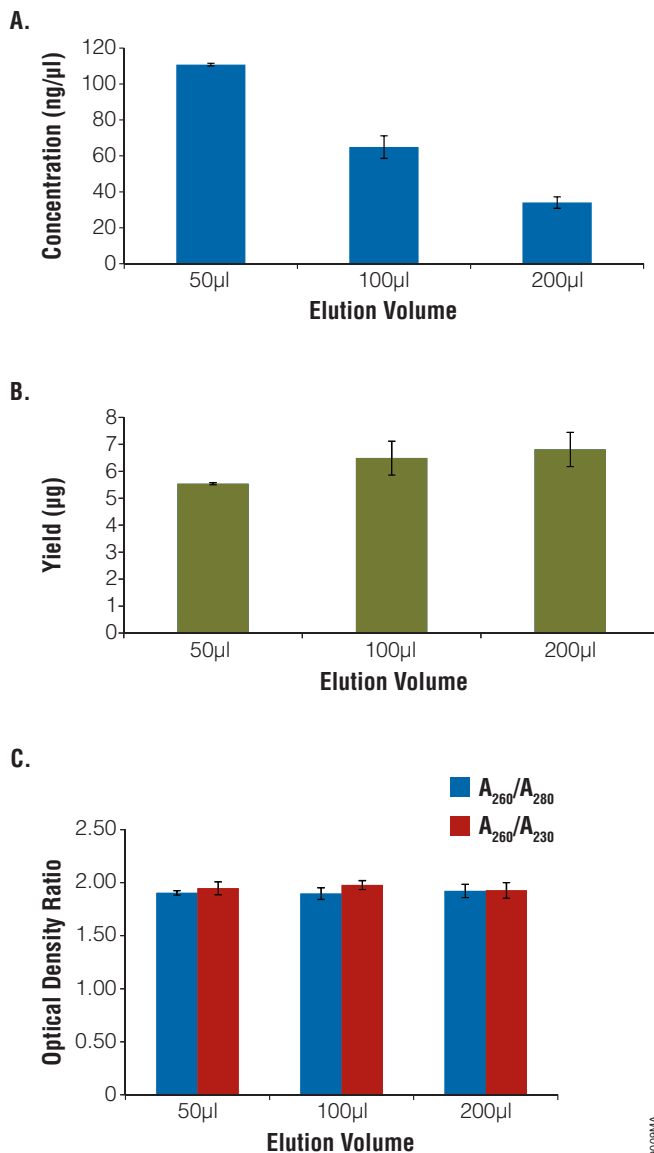 A.
Concentration (ng/µl)
120
100
80
60
40
20
0
50µl 100µl 200µl
Elution Volume
B.
Yield (µg)
8
7
6
5
4
3
2
1
0
50µl 100µl 200µl
Elution Volume
C.
A260/A280
A260/A230
Optical Density Ratio
2.50
2.00
1.50
1.00
0.50
0
50µl 100µl 200µl
Elution Volume